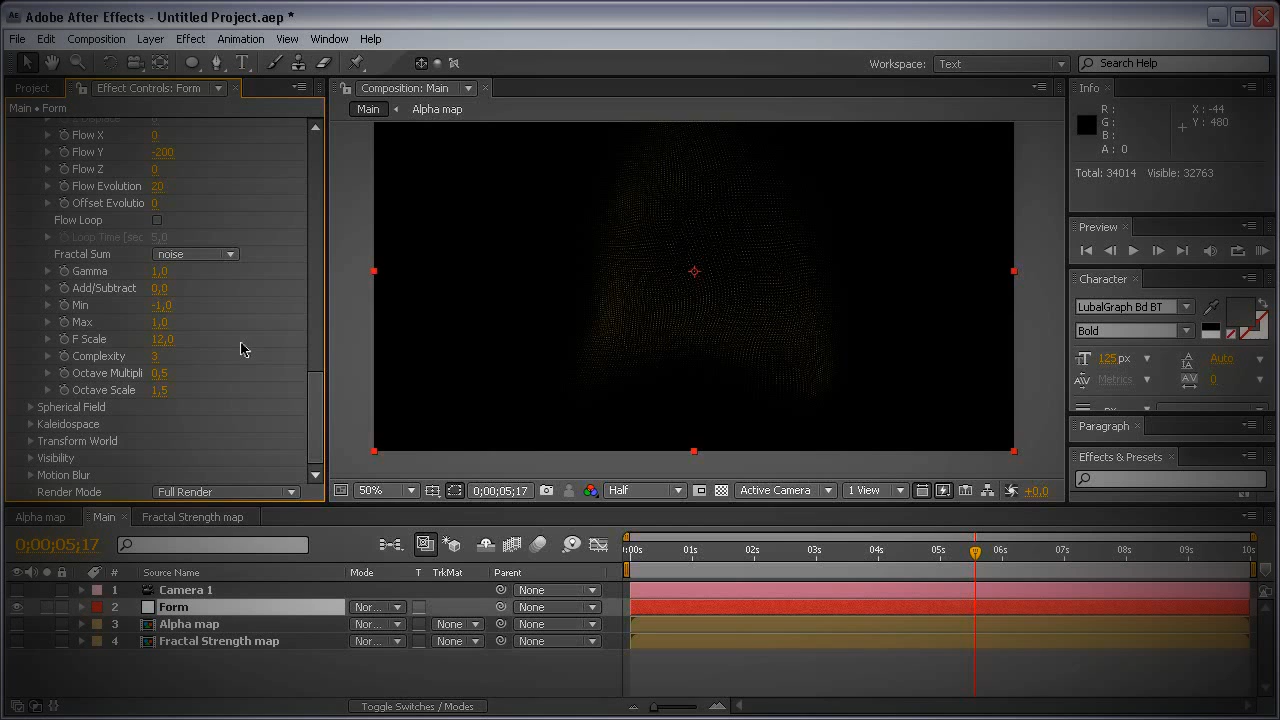 Adobe After Effects - Untitled Project.aep *
File Edit Composition Layer Effect Animation View Window Help
Workspace: Text Search Help
Project Effect Controls: Form
Main • Form
Flow X 0
Flow Y -200
Flow Z 0
Flow Evolution 20
Offset Evolutio 0
Flow Loop
Loop Time [sec 5,0
Fractal Sum noise
Gamma 1,0
Add/Subtract 0,0
Min -1,0
Max 1,0
F Scale 12,0
Complexity 3
Octave Multipli 0,5
Octave Scale 1,5
Spherical Field
Kaleidospace
Transform World
Visibility
Motion Blur
Render Mode Full Render
Composition: Main
Main Alpha map
50% 0;00;05;17 Half Active Camera 1 View +0,0
Info
R : X : -44
G : Y : 480
B :
A : 0
Total: 34014 Visible: 32763
Preview
Character
LubalGraph Bd BT
Bold
125 px Auto
Metrics 0
px
Paragraph
Effects & Presets
Alpha map Main Fractal Strength map
0;00;05;17
):00s 01s 02s 03s 04s 05s 06s 07s 08s 09s 10s
# Source Name Mode T TrkMat Parent
1 Camera 1 None
2 Form Nor... None
3 Alpha map Nor... None None
4 Fractal Strength map Nor... None None
Toggle Switches / Modes